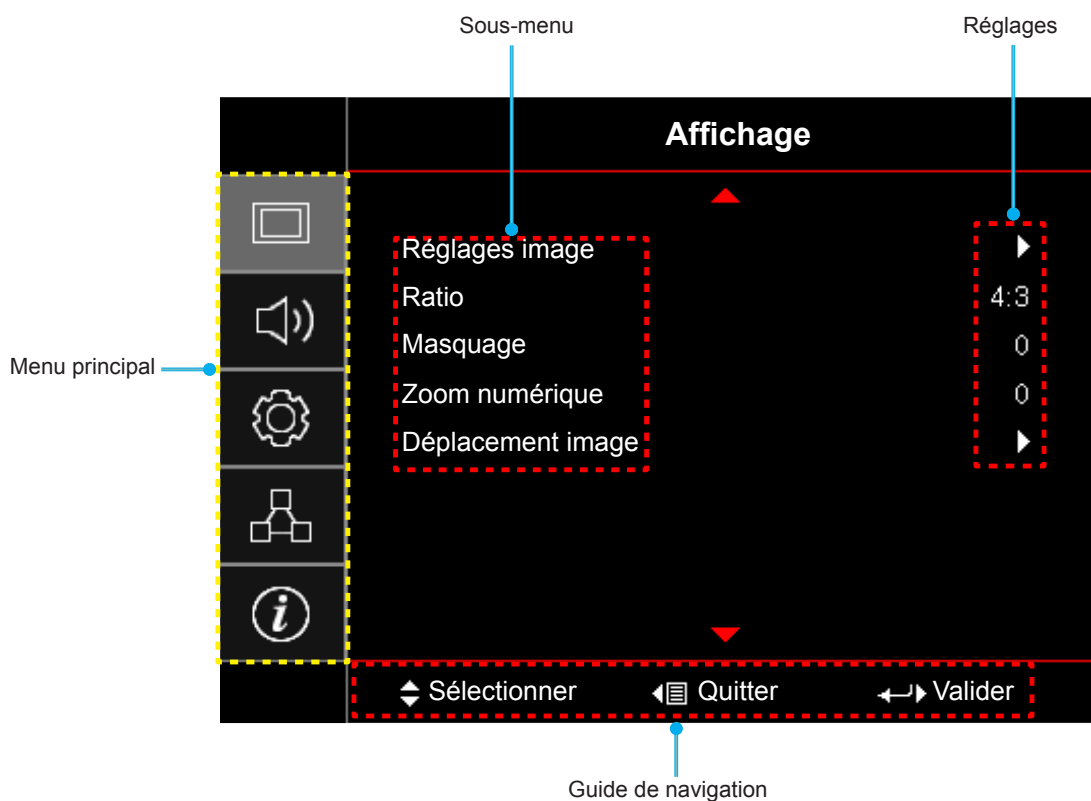 Sous-menu
Réglages
Affichage
Réglages image
Ratio
4:3
Masquage
0
Zoom numérique
0
Déplacement image
Menu principal
i
Sélectionner
Quitter
Valider
Guide de navigation